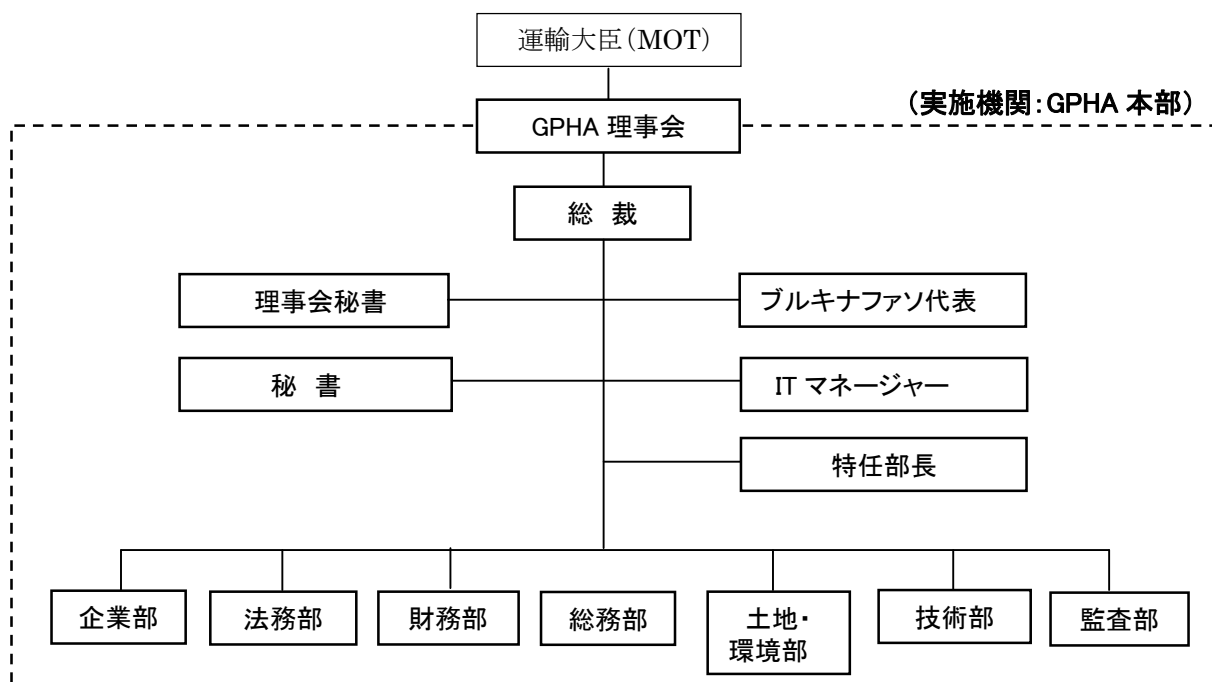 運輸大臣(MOT)
(実施機関:GPHA 本部)
GPHA 理事会
総 裁
理事会秘書
ブルキナファソ代表
秘 書
IT マネージャー
特任部長
企業部
法務部
財務部
総務部
土地・
環境部
技術部
監査部